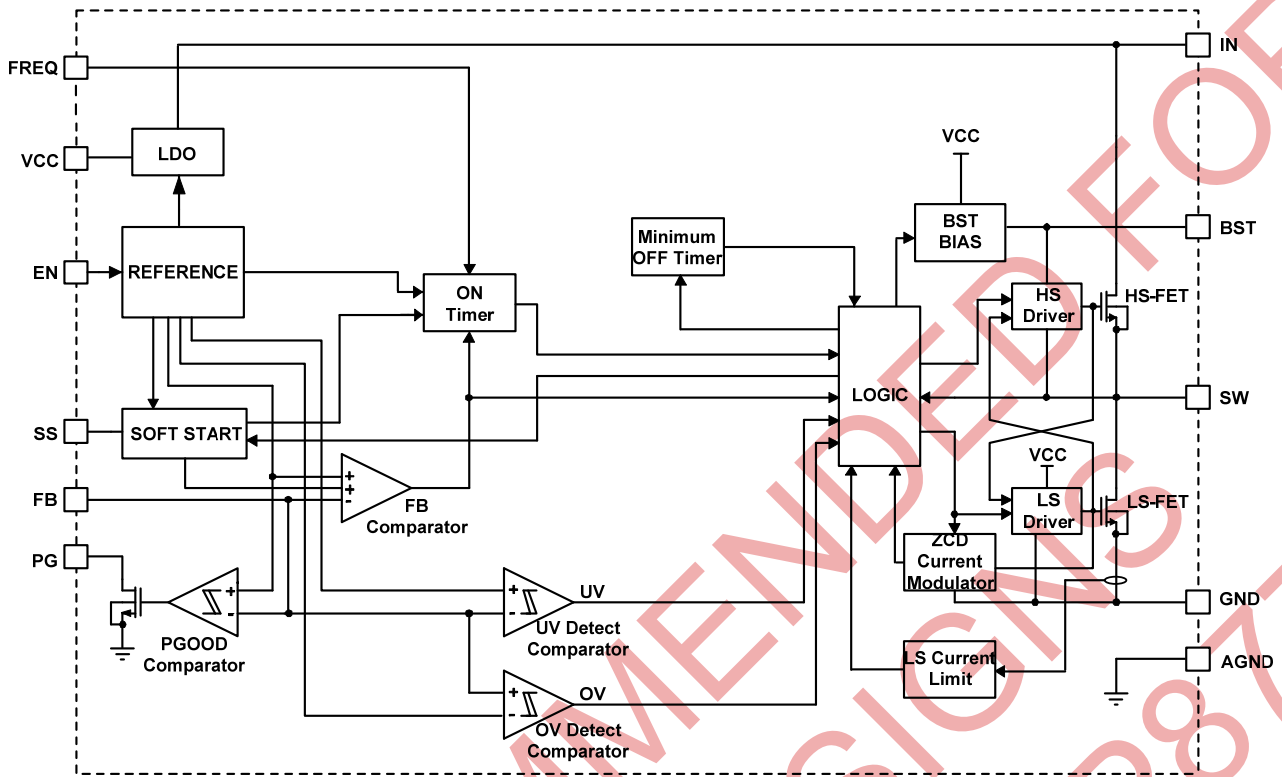 FREQ
IN
VCC
LDO
VCC
BST
BIAS
BST
Minimum
OFF Timer
EN
REFERENCE
ON
Timer
HS
Driver
HS-FET
LOGIC
SW
SS
SOFT START
VCC
FB
+
+
-
FB
Comparator
LS
Driver
LS-FET
PG
ZCD
Current
Modulator
+
-
PGOOD
Comparator
+
-
UV
UV Detect
Comparator
GND
LS Current
Limit
AGND
+
-
OV
OV Detect
Comparator
MMENDED FOR
SIGNS